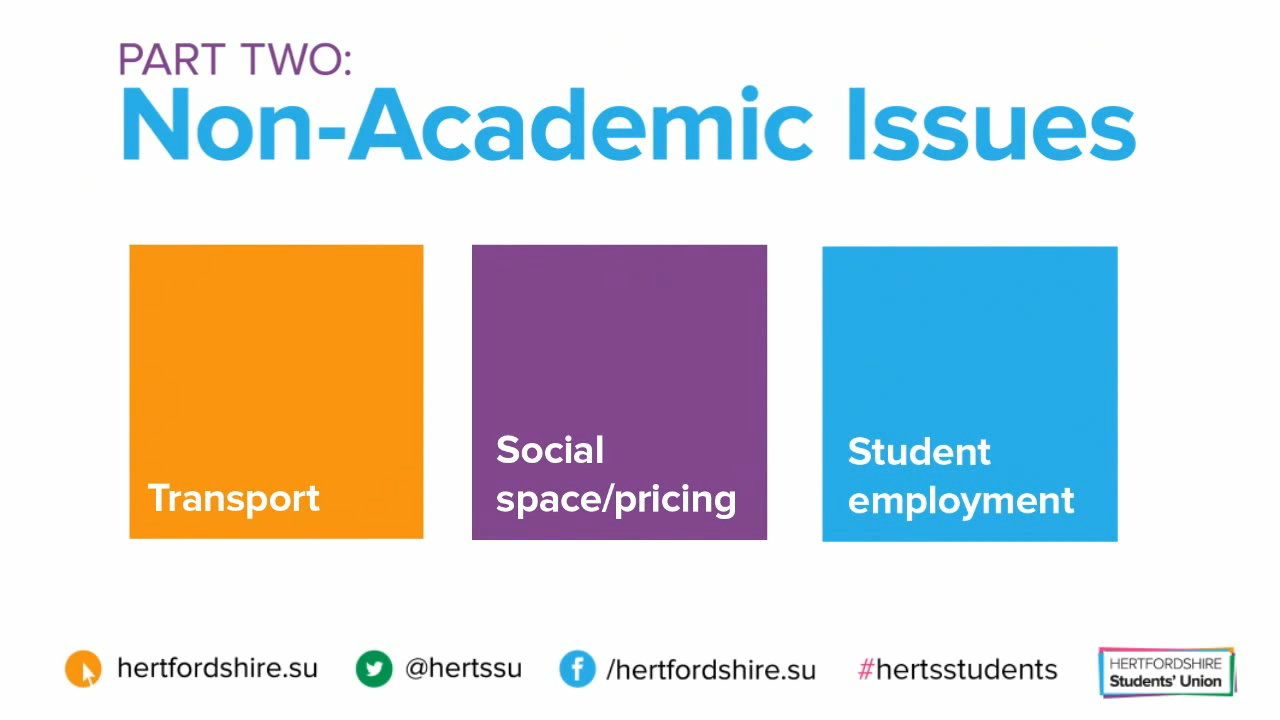 PART TWO:
Non-Academic Issues
Transport
Social
space/pricing
Student
employment
hertfordshire.su
@hertssu
/hertfordshire.su
#hertsstudents
HERTFORDSHIRE
Students' Union